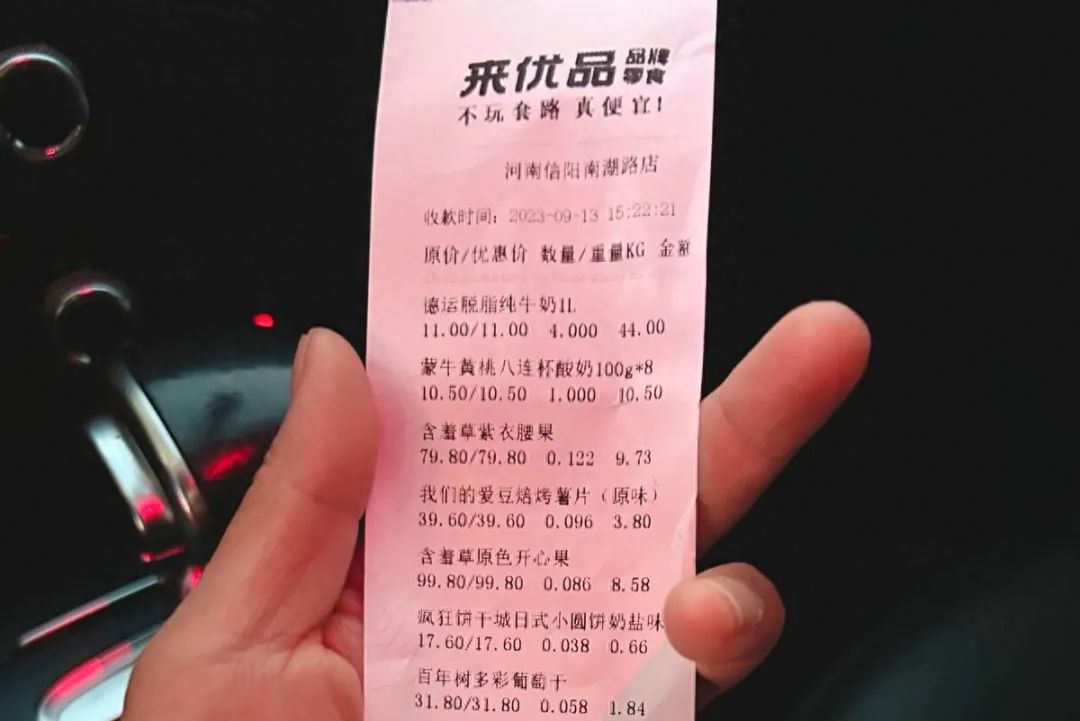 来优品 品牌零食
不玩套路 真便宜!
河南信阳南湖路店
收款时间: 2023-09-13 15:22:21
原价/优惠价 数量/重量KG 金额
德运脱脂纯牛奶1L
11.00/11.00 4.000 44.00
蒙牛黄桃八连杯酸奶100g*8
10.50/10.50 1.000 10.50
含羞草紫衣腰果
79.80/79.80 0.122 9.73
我们的爱豆焙烤薯片（原味）
39.60/39.60 0.096 3.80
含羞草原色开心果
99.80/99.80 0.086 8.58
疯狂饼干城日式小圆饼奶盐味
17.60/17.60 0.038 0.66
百年树多彩葡萄干
31.80/31.80 0.058 1.84